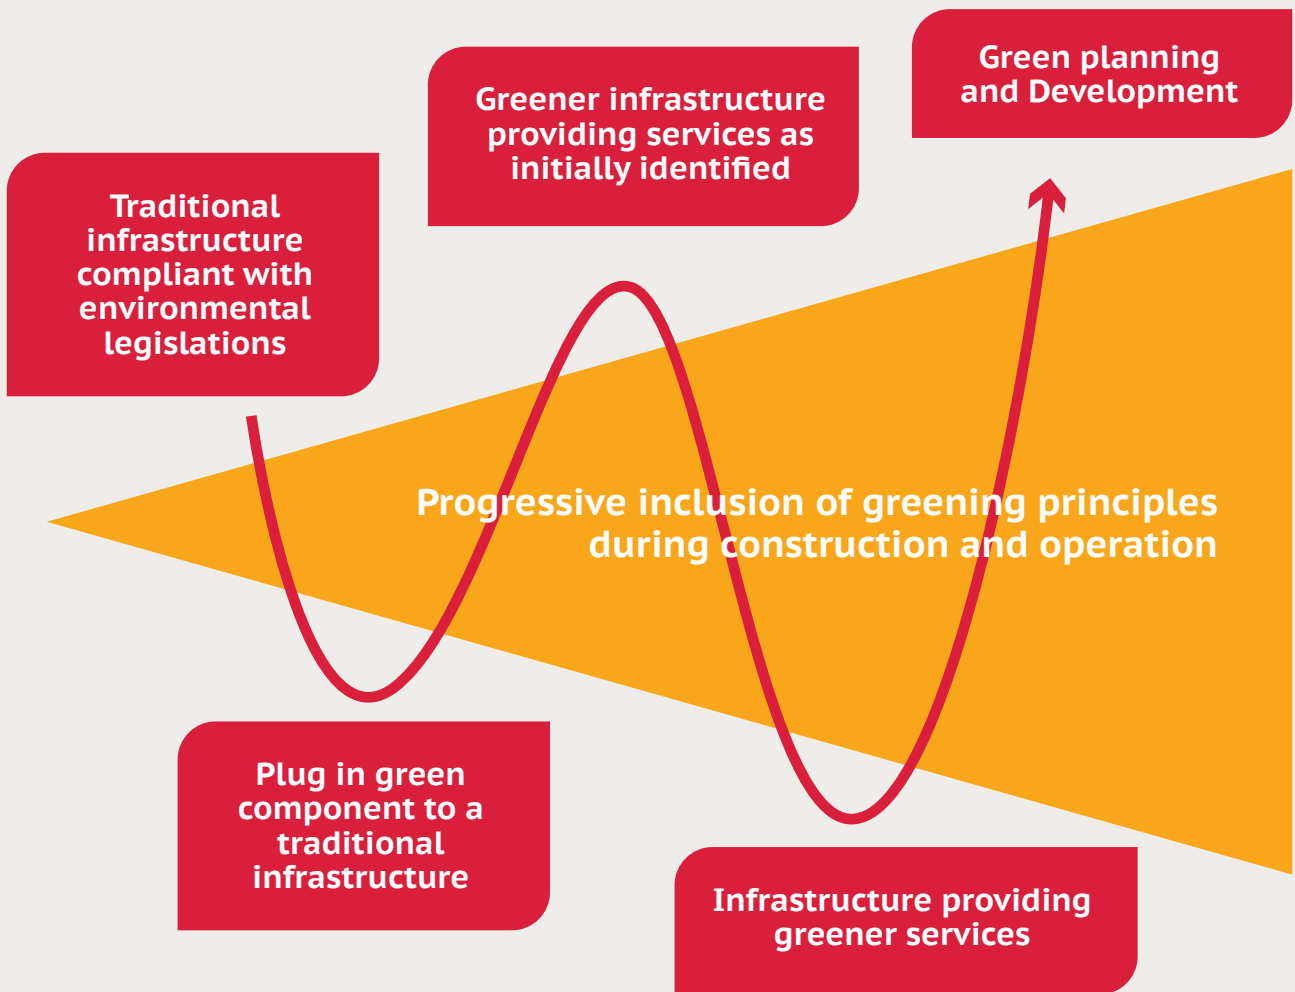 Traditional
infrastructure
compliant with
environmental
legislations
Greener infrastructure
providing services as
initially identified
Green planning
and Development
Progressive inclusion of greening principles
during construction and operation
Plug in green
component to a
traditional
infrastructure
Infrastructure providing
greener services